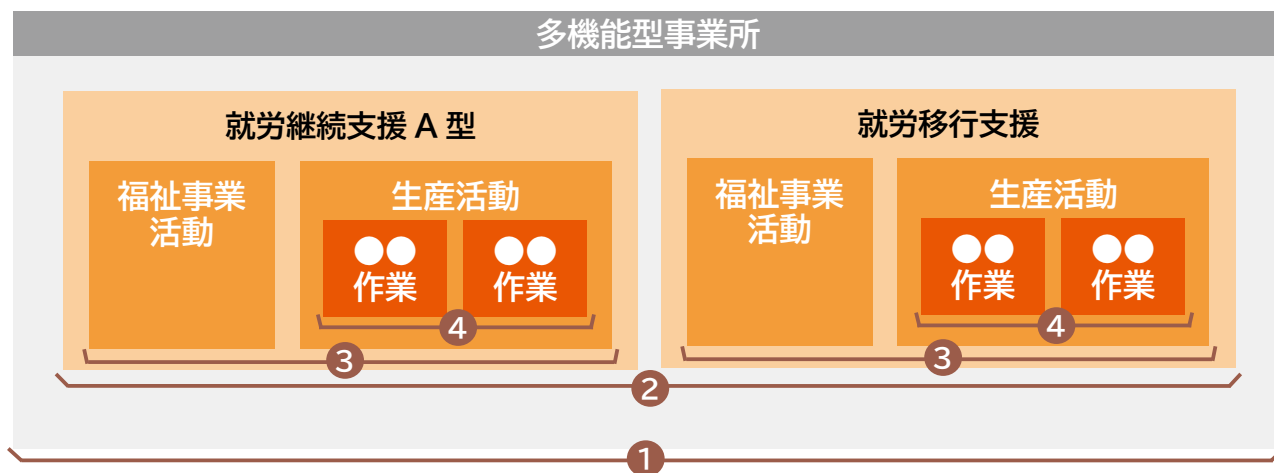 多機能型事業所
就労継続支援 A 型
福祉事業
活動
生産活動
●●
作業
●●
作業
4
3
就労移行支援
福祉事業
活動
生産活動
●●
作業
●●
作業
4
3
2
1